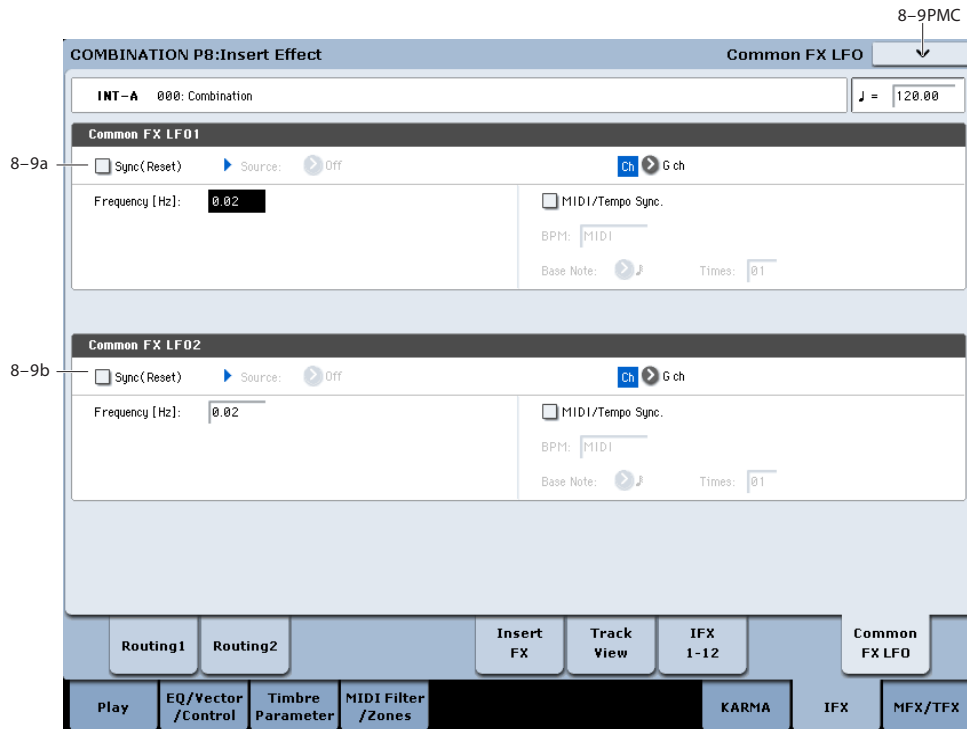 8–9PMC
COMBINATION P8:Insert Effect
Common FX LFO
INT-A 000: Combination
♩ = 120.00
Common FX LFO1
8–9a
Sync(Reset) Source: Off
Ch G ch
Frequency [Hz]: 0.02
MIDI/Tempo Sync.
BPM: MIDI
Base Note: ♩ Times: 01
Common FX LFO2
8–9b
Sync(Reset) Source: Off
Ch G ch
Frequency [Hz]: 0.02
MIDI/Tempo Sync.
BPM: MIDI
Base Note: ♩ Times: 01
Routing1
Routing2
Insert
FX
Track
View
IFX
1-12
Common
FX LFO
Play
EQ/Vector
/Control
Timbre
Parameter
MIDI Filter
/Zones
KARMA
IFX
MFX/TFX